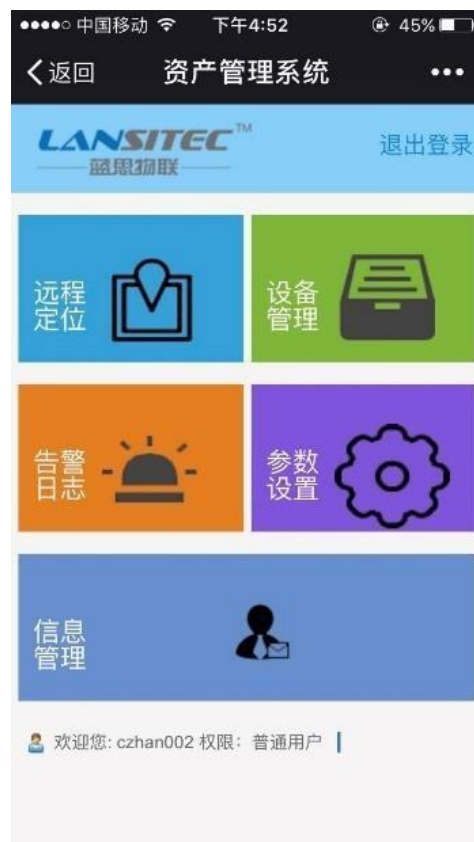 中国移动 下午4:52 45%
返回 资产管理系统
LANSITEC™
蓝思物联
退出登录
远程
定位
设备
管理
告警
日志
参数
设置
信息
管理
欢迎您: czhan002 权限：普通用户